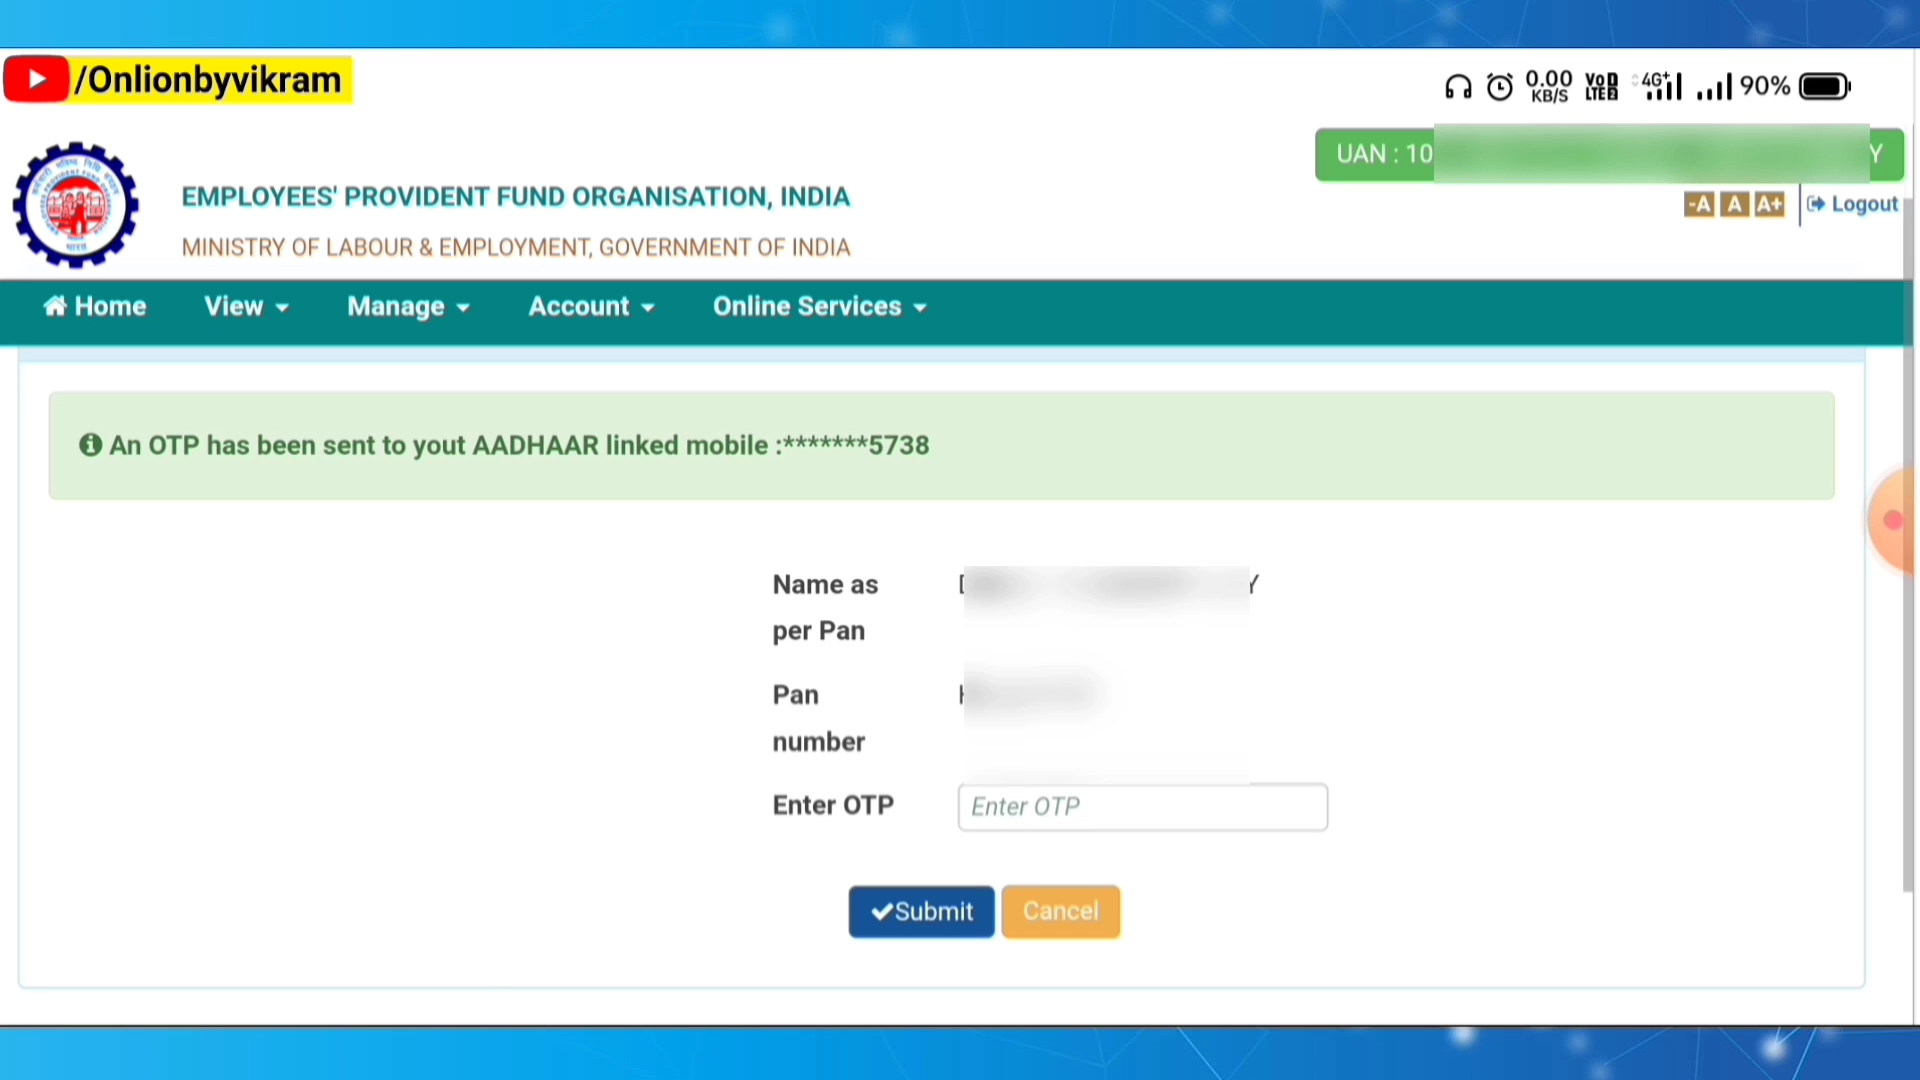 /Onlionbyvikram
0.00 KB/S VoD LTE2 4G+ 90%
UAN : 10 Y
EMPLOYEES' PROVIDENT FUND ORGANISATION, INDIA
-A A A+ Logout
MINISTRY OF LABOUR & EMPLOYMENT, GOVERNMENT OF INDIA
Home View Manage Account Online Services
An OTP has been sent to yout AADHAAR linked mobile :*******5738
Name as
per Pan
Pan
number
Enter OTP Enter OTP
Submit Cancel